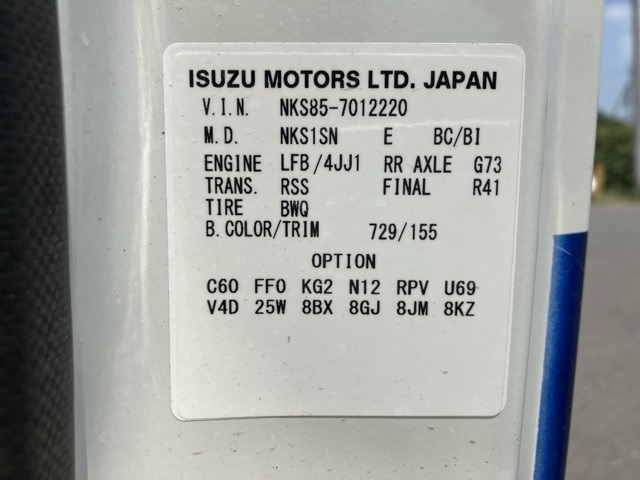 ISUZU MOTORS LTD. JAPAN
V.I.N. NKS85-7012220
M.D. NKS1SN E BC/BI
ENGINE LFB/4JJ1 RR AXLE G73
TRANS. RSS FINAL R41
TIRE BWQ
B.COLOR/TRIM 729/155
OPTION
C60 FF0 KG2 N12 RPV U69
V4D 25W 8BX 8GJ 8JM 8KZ